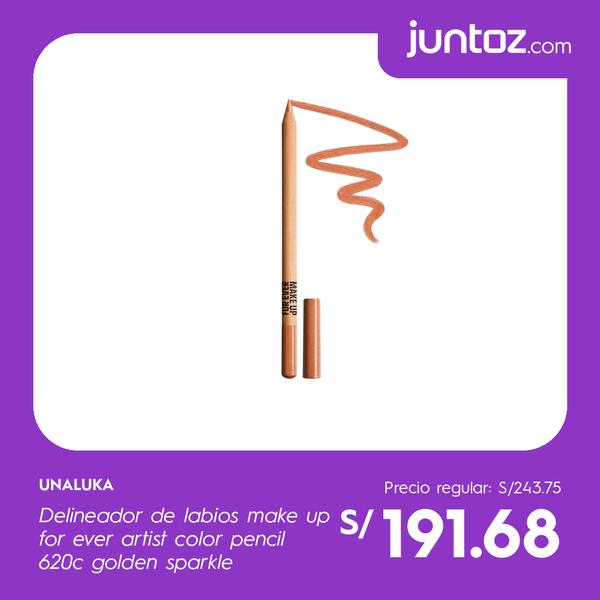 juntoz.com
MAKE UP
FOR EVER
UNALUKA
Delineador de labios make up
for ever artist color pencil
620c golden sparkle
Precio regular: S/243.75
S/191.68